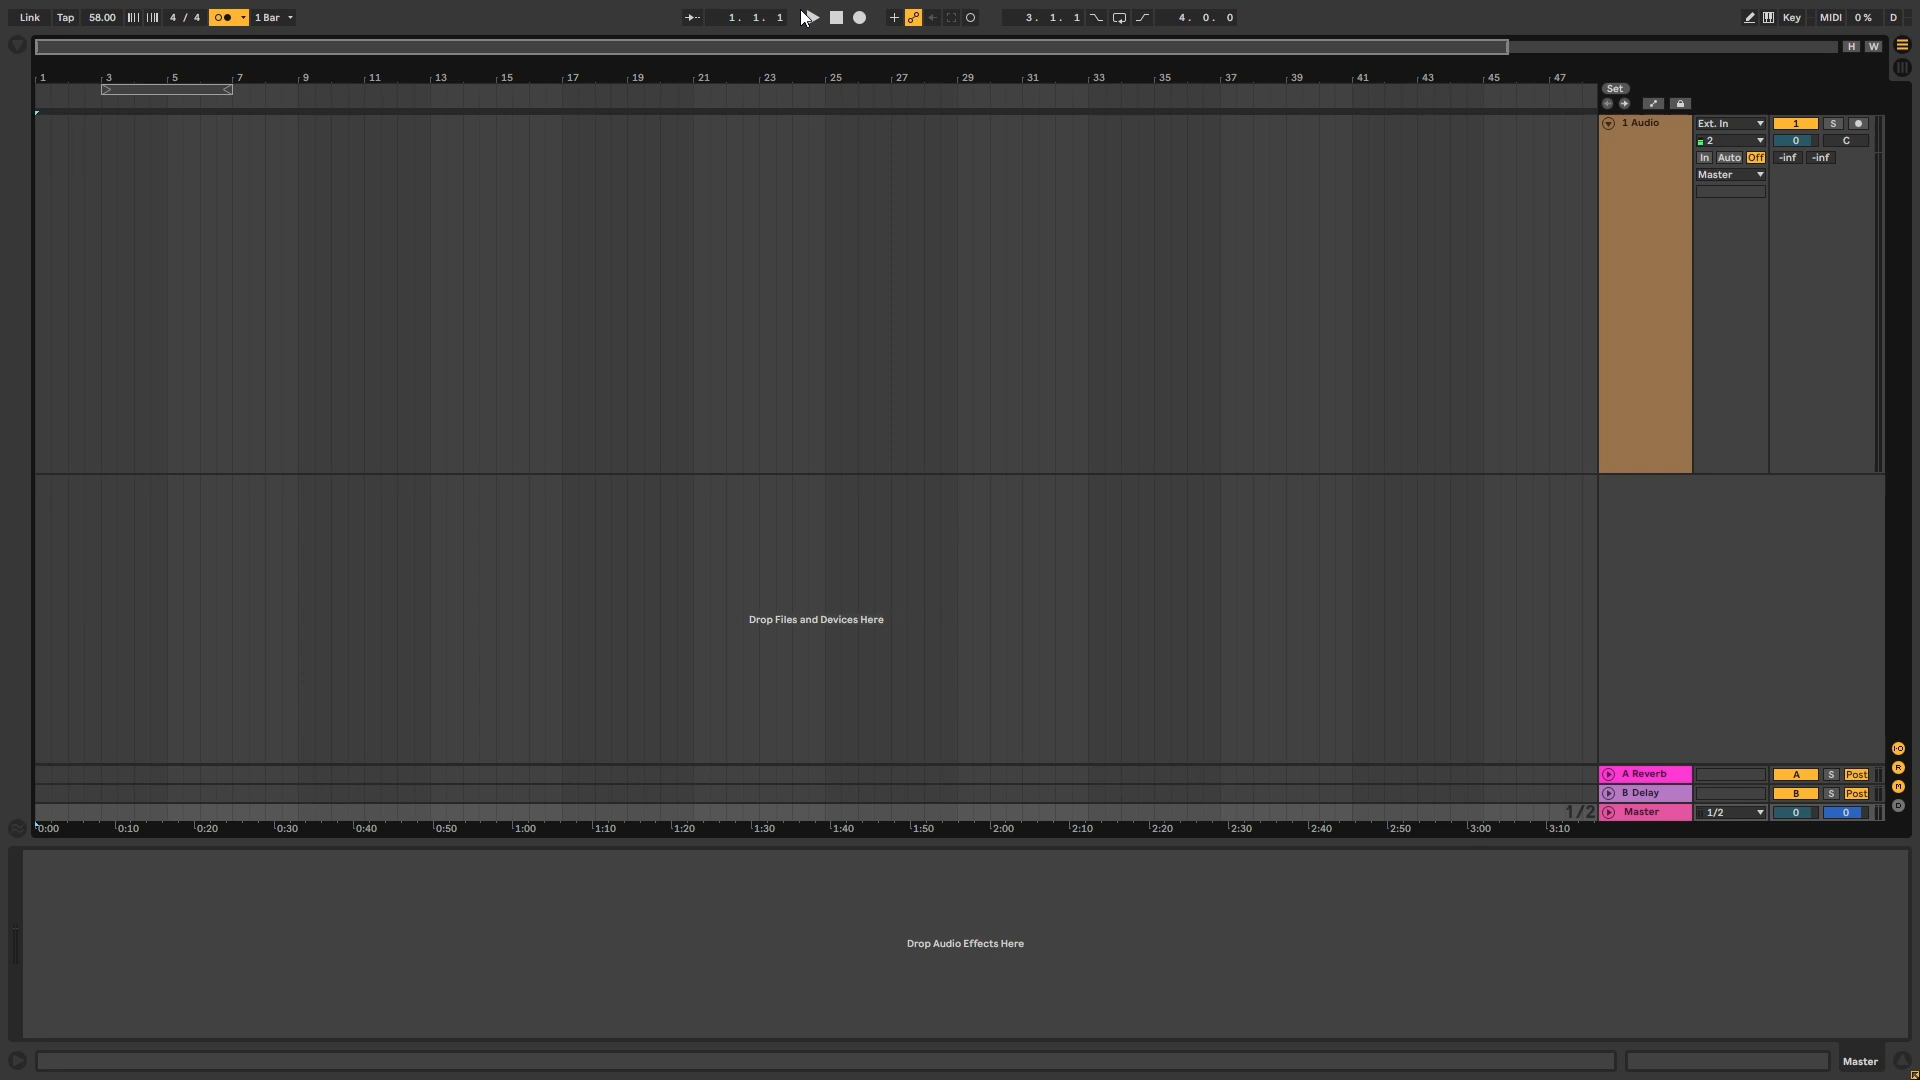 Link Tap 58.00 4 / 4 1 Bar 1. 1. 1 3. 1. 1 4. 0. 0 Key MIDI 0 % D
H W
1 3 5 7 9 11 13 15 17 19 21 23 25 27 29 31 33 35 37 39 41 43 45 47
Set
1 Audio Ext. In 1 S
2 0 C
In Auto Off -inf -inf
Master
Drop Files and Devices Here
A Reverb A S Post
B Delay B S Post
1/2 Master 1/2 0 0
0:00 0:10 0:20 0:30 0:40 0:50 1:00 1:10 1:20 1:30 1:40 1:50 2:00 2:10 2:20 2:30 2:40 2:50 3:00 3:10
I·O
R
M
D
Drop Audio Effects Here
Master